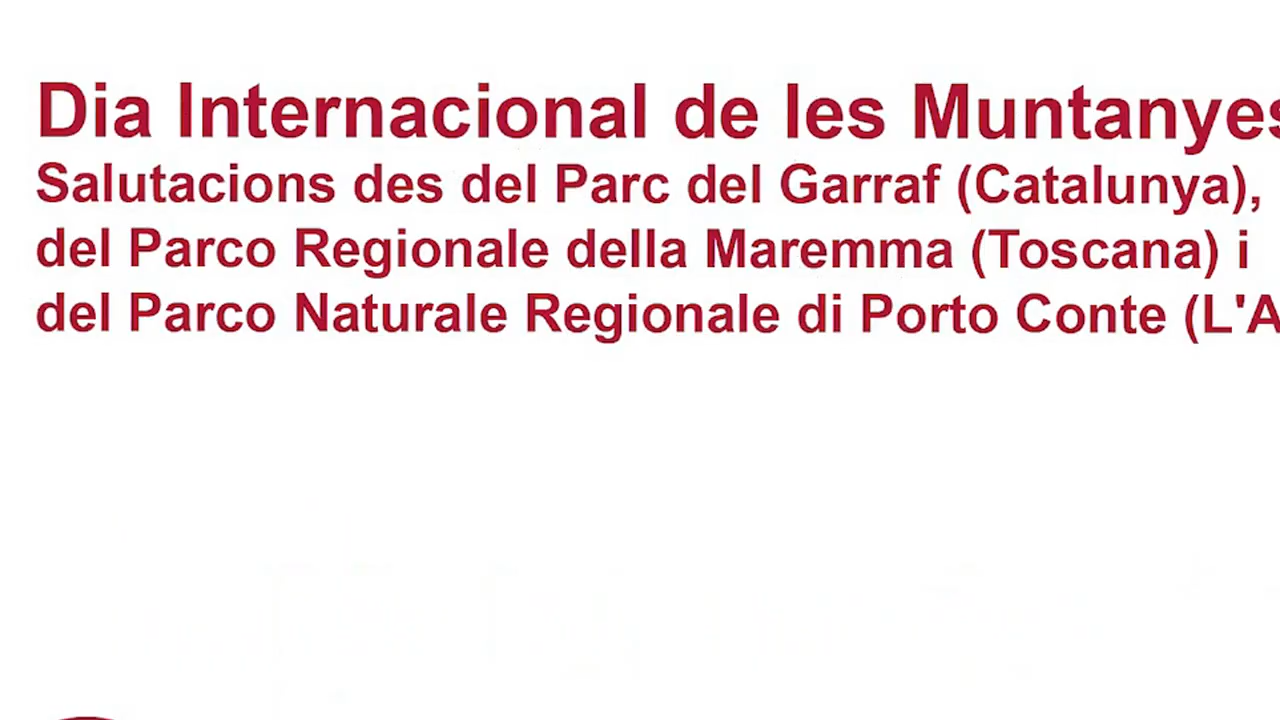 Dia Internacional de les Muntanyes
Salutacions des del Parc del Garraf (Catalunya),
del Parco Regionale della Maremma (Toscana) i
del Parco Naturale Regionale di Porto Conte (L'A